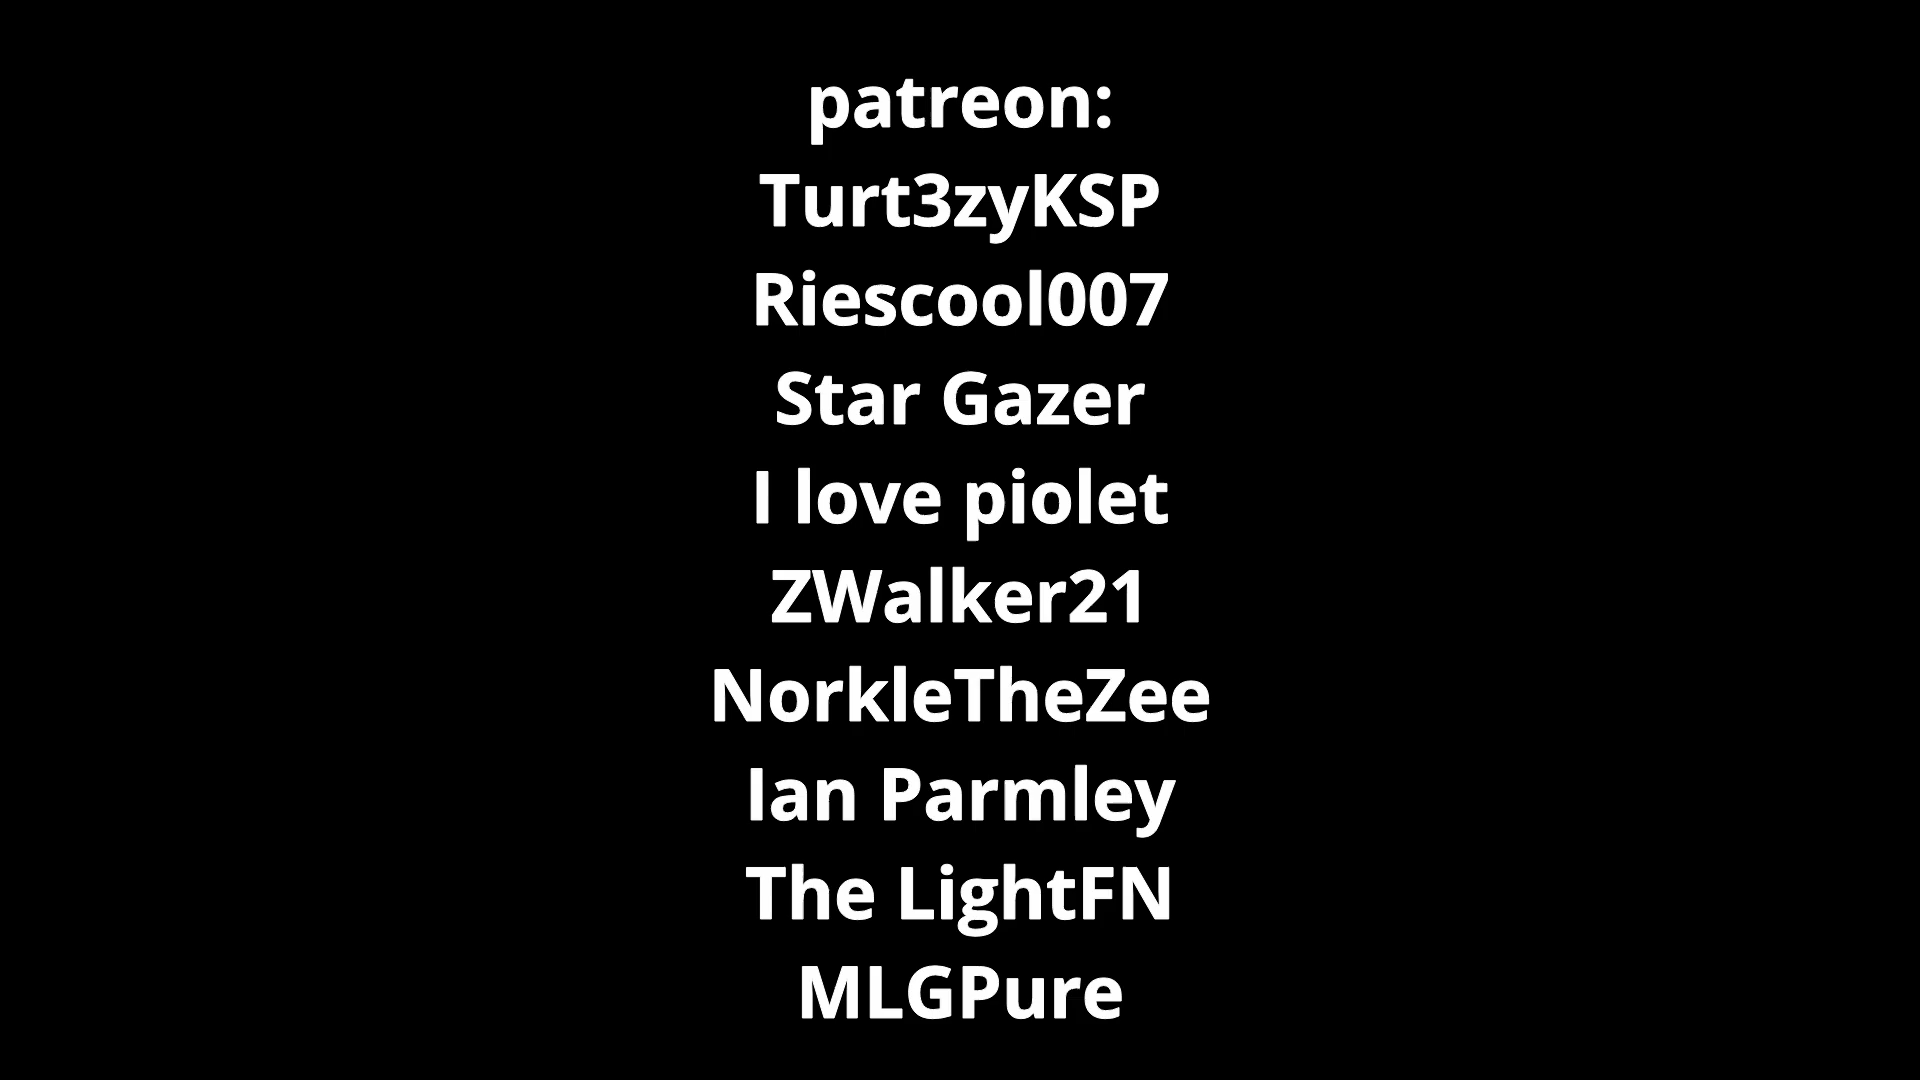 patreon:
Turt3zyKSP
Riescool007
Star Gazer
I love piolet
ZWalker21
NorkleTheZee
Ian Parmley
The LightFN
MLGPure